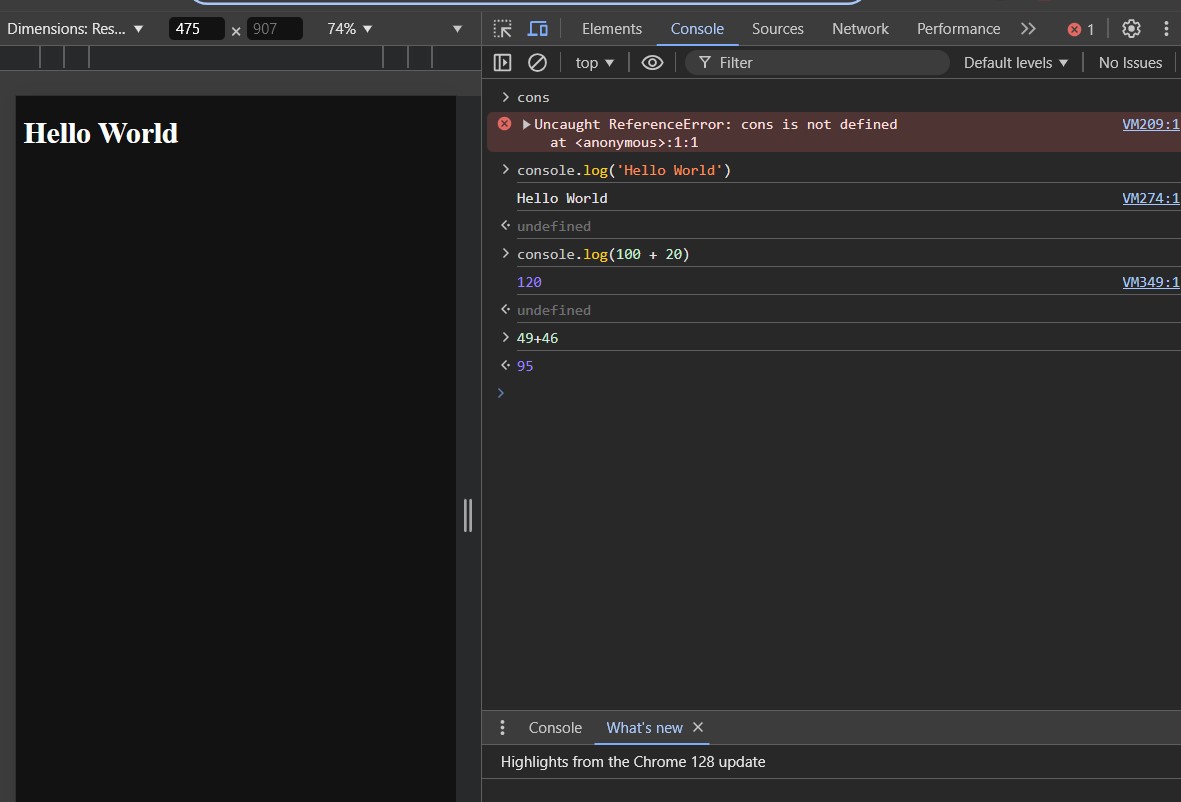 Dimensions: Res... 475 × 907 74%
Elements Console Sources Network Performance 1
top Filter Default levels No Issues
Hello World
cons
Uncaught ReferenceError: cons is not defined VM209:1
at <anonymous>:1:1
console.log('Hello World')
Hello World VM274:1
undefined
console.log(100 + 20)
120 VM349:1
undefined
49+46
95
Console What's new
Highlights from the Chrome 128 update